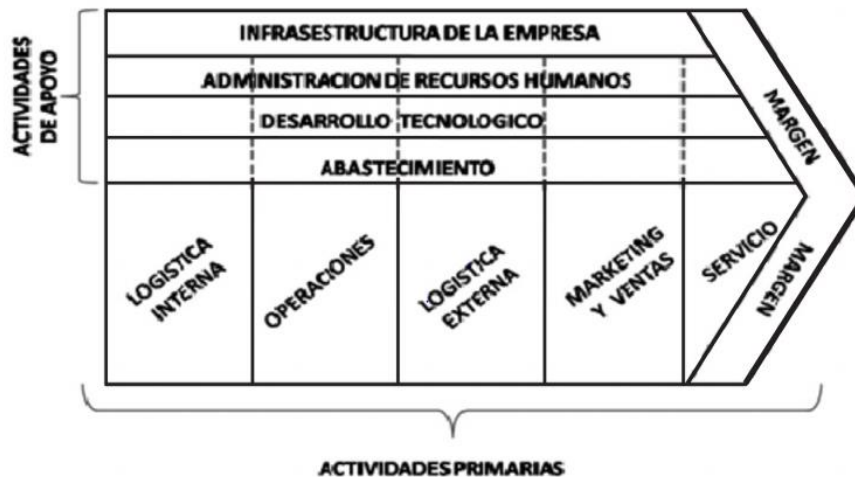 ACTIVIDADES
DE APOYO
INFRASESTRUCTURA DE LA EMPRESA
ADMINISTRACION DE RECURSOS HUMANOS
DESARROLLO TECNOLOGICO
ABASTECIMIENTO
LOGISTICA
INTERNA
OPERACIONES
LOGISTICA
EXTERNA
MARKETING
Y VENTAS
SERVICIO
MARGEN
MARGEN
ACTIVIDADES PRIMARIAS